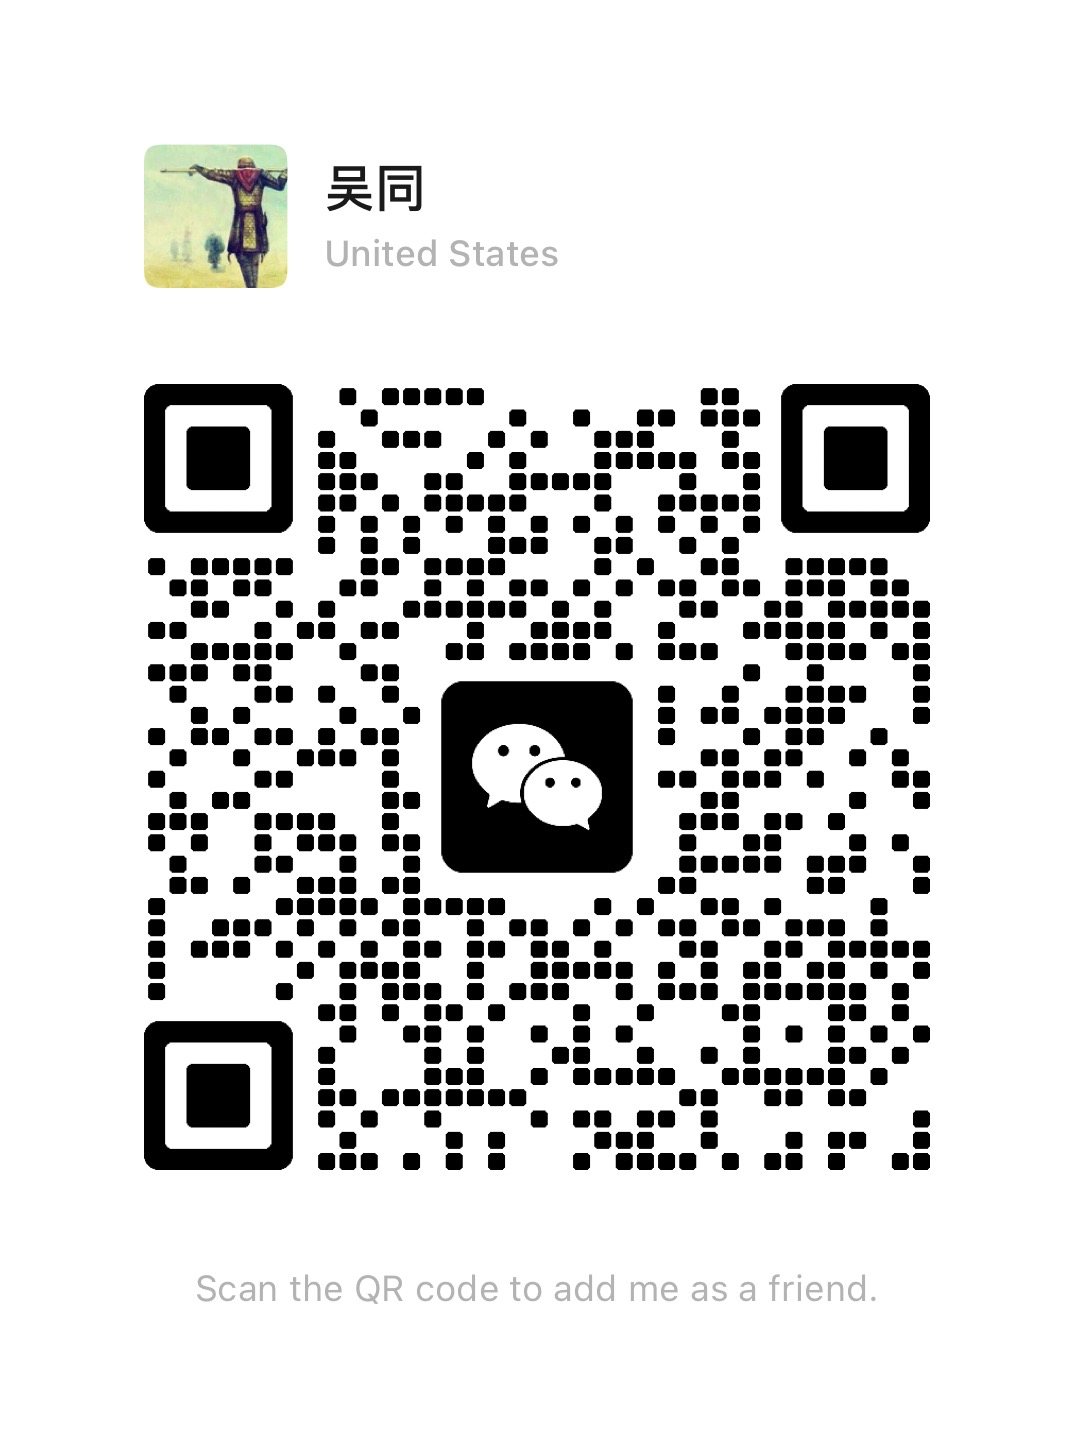 吴同
United States
Scan the QR code to add me as a friend.